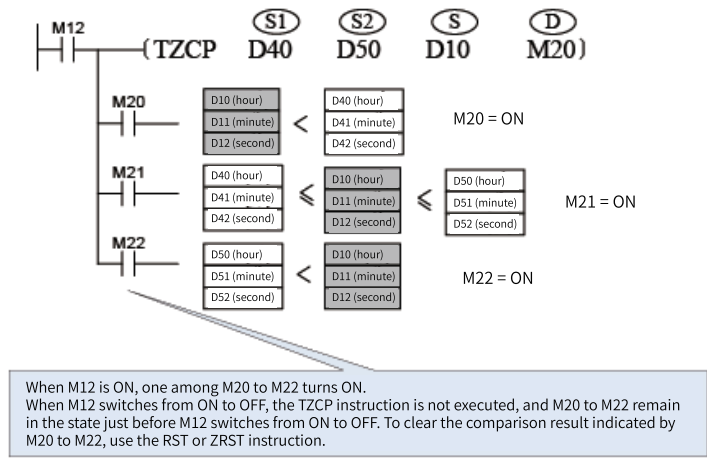 M12 S1 S2 S D
(TZCP D40 D50 D10 M20)
M20
D10 (hour) D40 (hour)
D11 (minute) < D41 (minute) M20 = ON
D12 (second) D42 (second)
M21
D40 (hour) D10 (hour) D50 (hour)
D41 (minute) ≤ D11 (minute) ≤ D51 (minute) M21 = ON
D42 (second) D12 (second) D52 (second)
M22
D50 (hour) D10 (hour)
D51 (minute) < D11 (minute) M22 = ON
D52 (second) D12 (second)
When M12 is ON, one among M20 to M22 turns ON.
When M12 switches from ON to OFF, the TZCP instruction is not executed, and M20 to M22 remain
in the state just before M12 switches from ON to OFF. To clear the comparison result indicated by
M20 to M22, use the RST or ZRST instruction.